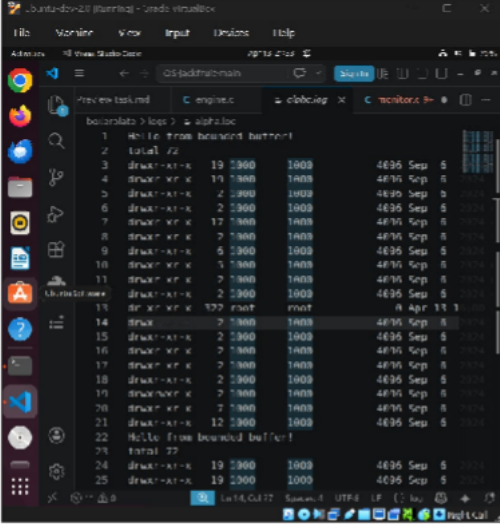 ubuntu-dev-2.0 [Running] - Oracle VirtualBox
File Machine View Input Devices Help
Visual Studio Code
OS-Jackfruit-main
Preview task.md engine.c alpha.log monitor.c 9+
boilerplate > logs > alpha.log
1 Hello from bounded buffer!
2 total 72
3 drwxr-xr-x 19 1000 1000 4096 Sep 6
4 drwxr-xr-x 19 1000 1000 4096 Sep 6
5 drwxr-xr-x 2 1000 1000 4096 Sep 6
6 drwxr-xr-x 2 1000 1000 4096 Sep 6
7 drwxr-xr-x 17 1000 1000 4096 Sep 6
8 drwxr-xr-x 2 1000 1000 4096 Sep 6
9 drwxr-xr-x 6 1000 1000 4096 Sep 6
10 drwxr-xr-x 5 1000 1000 4096 Sep 6
11 drwxr-xr-x 2 1000 1000 4096 Sep 6
12 drwxr-xr-x 2 1000 1000 4096 Sep 6
Ubuntu Software
13 dr-xr-xr-x 322 root root 0 Apr 13 1
14 drwx 2 1000 1000 4096 Sep 6
15 drwxr-xr-x 2 1000 1000 4096 Sep 6
16 drwxr-xr-x 2 1000 1000 4096 Sep 6
17 drwxr-xr-x 2 1000 1000 4096 Sep 6
18 drwxr-xr-x 2 1000 1000 4096 Sep 6
19 drwxrwxr-x 2 1000 1000 4096 Sep 6
20 drwxr-xr-x 7 1000 1000 4096 Sep 6
21 drwxr-xr-x 12 1000 1000 4096 Sep 6
22 Hello from bounded buffer!
23 total 72
24 drwxr-xr-x 19 1000 1000 4096 Sep 6
25 drwxr-xr-x 19 1000 1000 4096 Sep 6
UTF-8 LF log
Right Ctrl